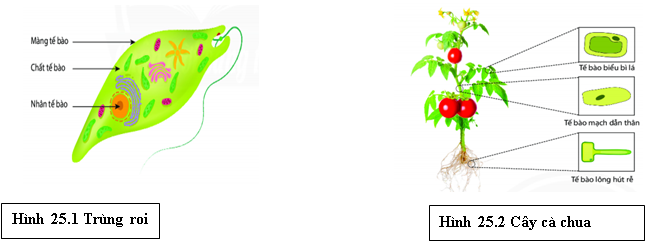 Màng tế bào
Chất tế bào
Nhân tế bào
Hình 25.1 Trùng roi
Tế bào biểu bì lá
Tế bào mạch dẫn thân
Tế bào lông hút rễ
Hình 25.2 Cây cà chua